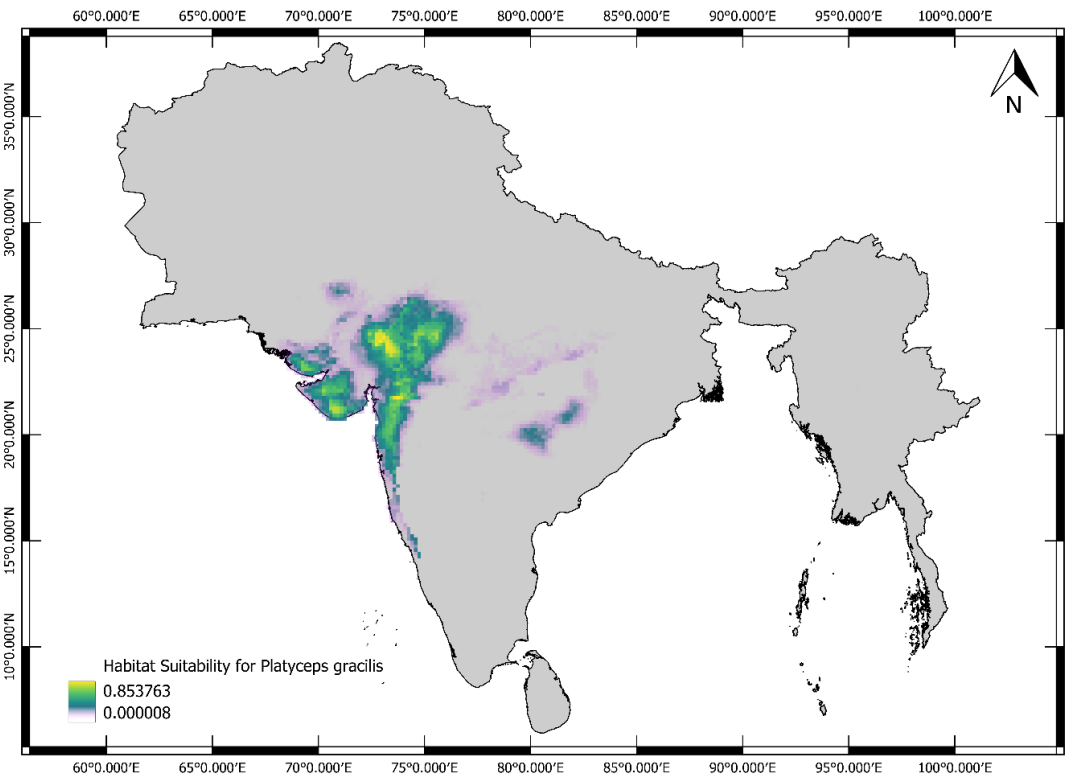 60°0.000′E 65°0.000′E 70°0.000′E 75°0.000′E 80°0.000′E 85°0.000′E 90°0.000′E 95°0.000′E 100°0.000′E
N
35°0.000′N
30°0.000′N
25°0.000′N
20°0.000′N
15°0.000′N
10°0.000′N
Habitat Suitability for Platyceps gracilis
0.853763
0.000008
60°0.000′E 65°0.000′E 70°0.000′E 75°0.000′E 80°0.000′E 85°0.000′E 90°0.000′E 95°0.000′E 100°0.000′E